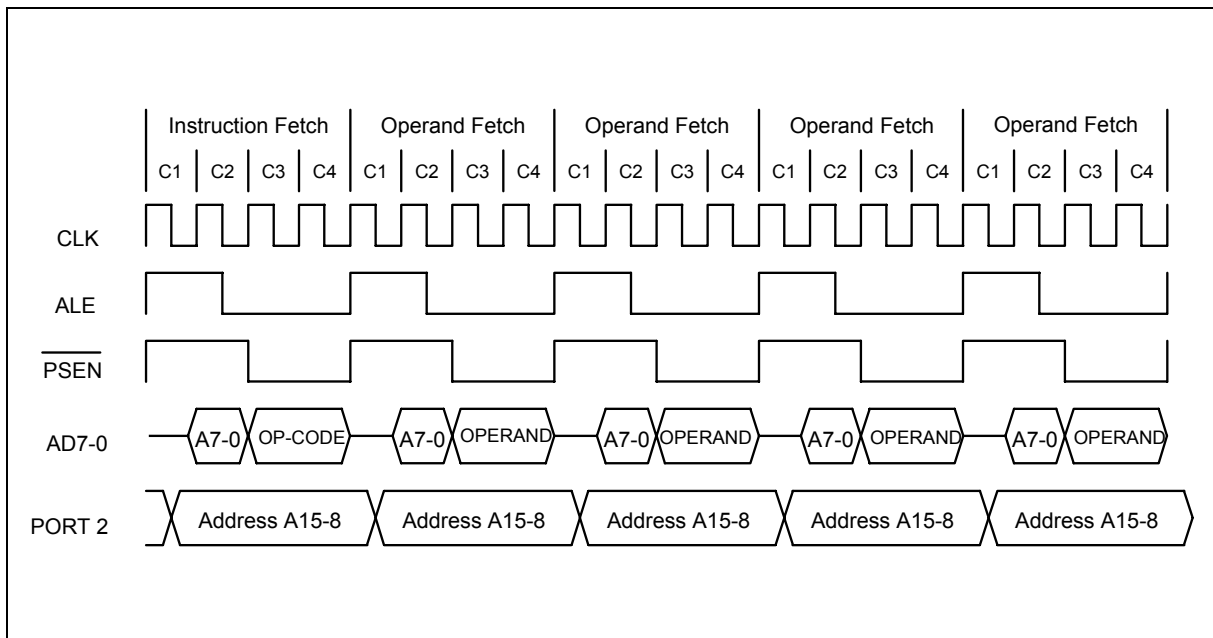 Instruction Fetch Operand Fetch Operand Fetch Operand Fetch Operand Fetch
C1 C2 C3 C4 C1 C2 C3 C4 C1 C2 C3 C4 C1 C2 C3 C4 C1 C2 C3 C4
CLK
ALE
PSEN
AD7-0 A7-0 OP-CODE A7-0 OPERAND A7-0 OPERAND A7-0 OPERAND A7-0 OPERAND
PORT 2 Address A15-8 Address A15-8 Address A15-8 Address A15-8 Address A15-8